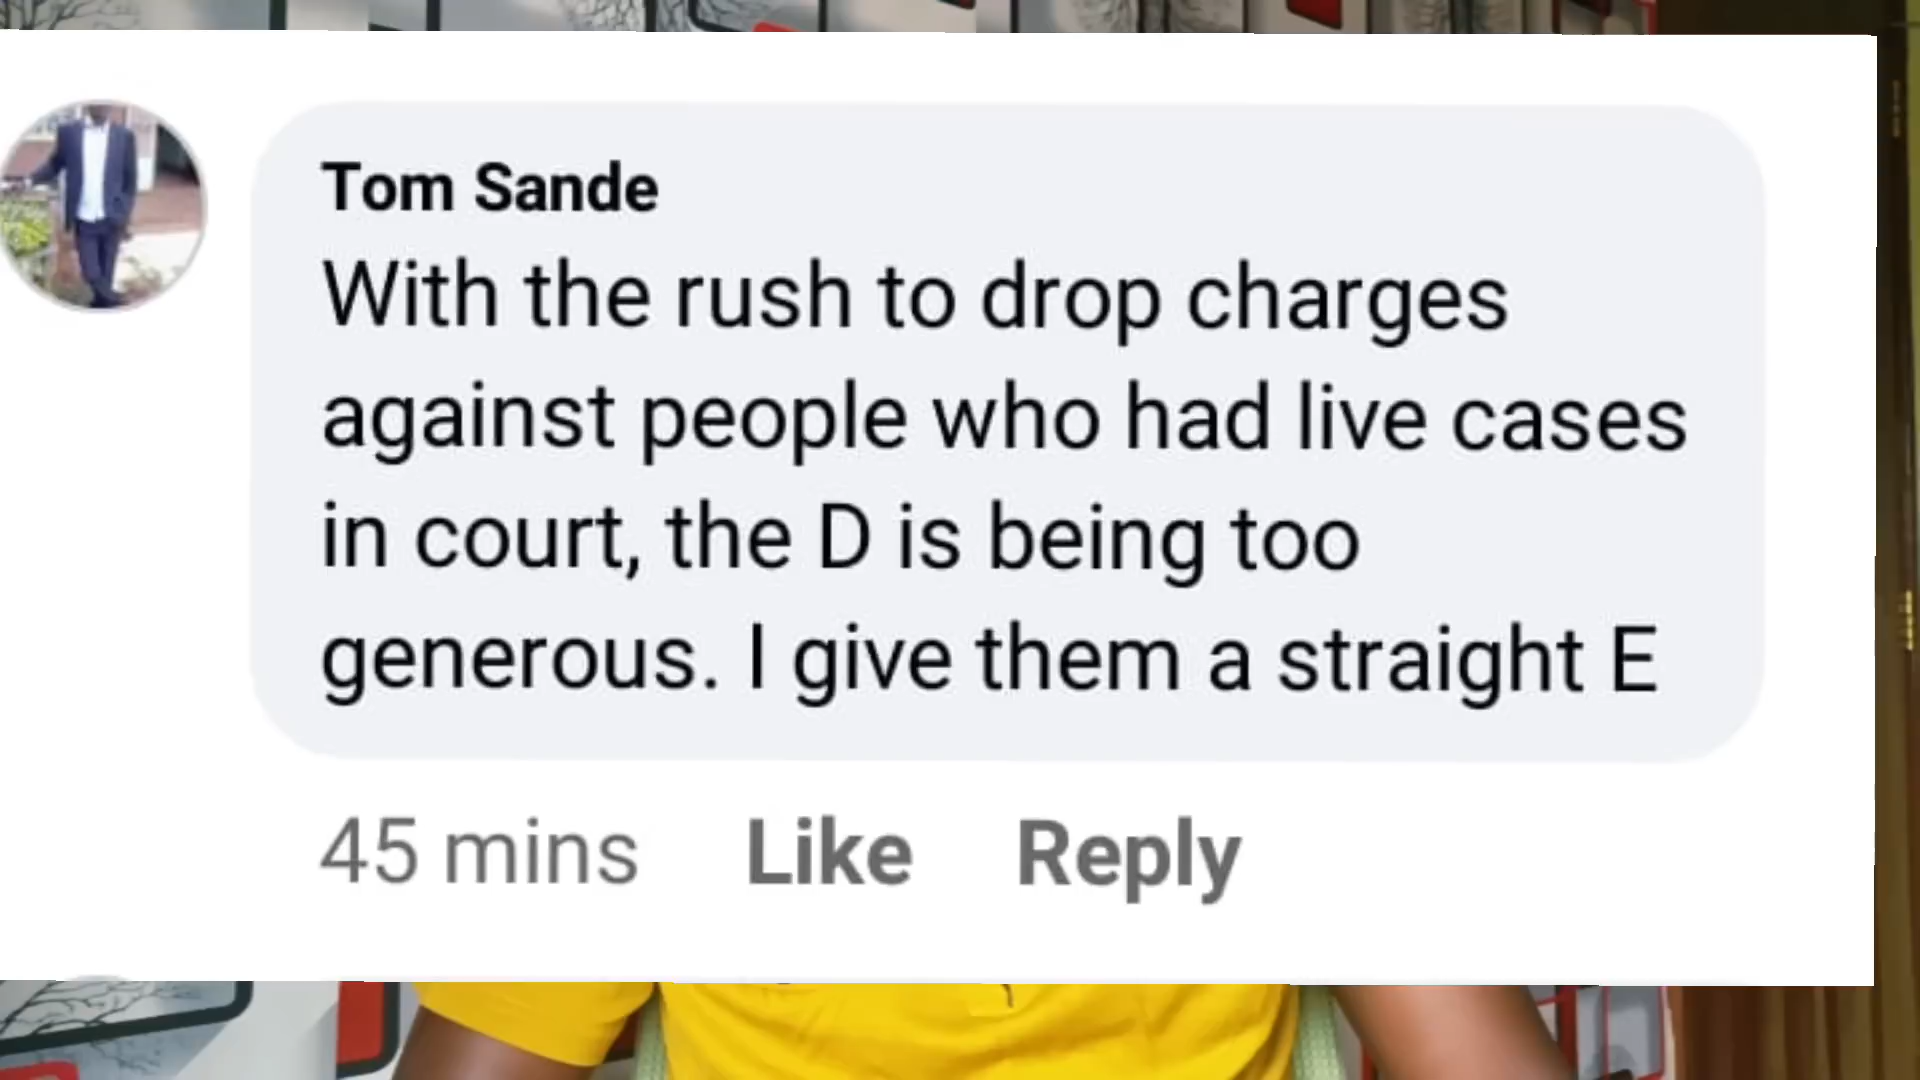 Tom Sande
With the rush to drop charges
against people who had live cases
in court, the D is being too
generous. I give them a straight E
45 mins Like Reply